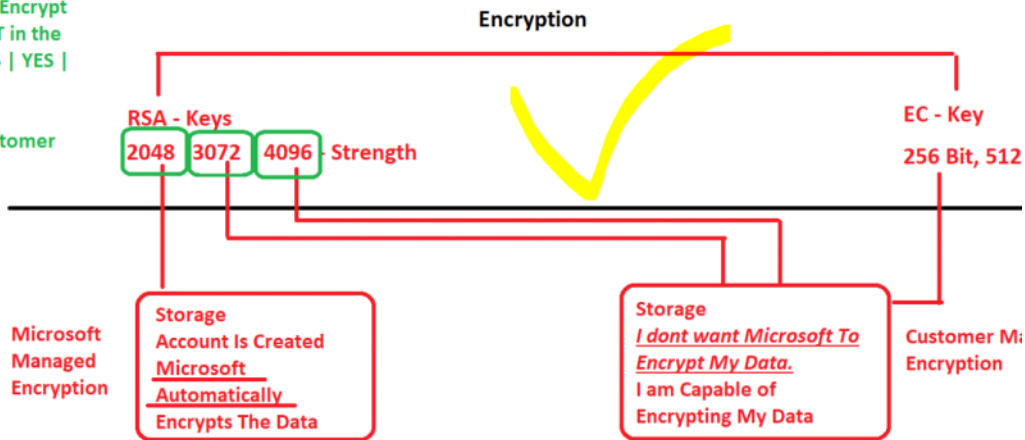 Encrypt
T in the
| YES |
tomer
Encryption
RSA - Keys
2048 3072 4096 - Strength
EC - Key
256 Bit, 512
Microsoft
Managed
Encryption
Storage
Account Is Created
Microsoft
Automatically
Encrypts The Data
Storage
I dont want Microsoft To
Encrypt My Data.
I am Capable of
Encrypting My Data
Customer Ma
Encryption